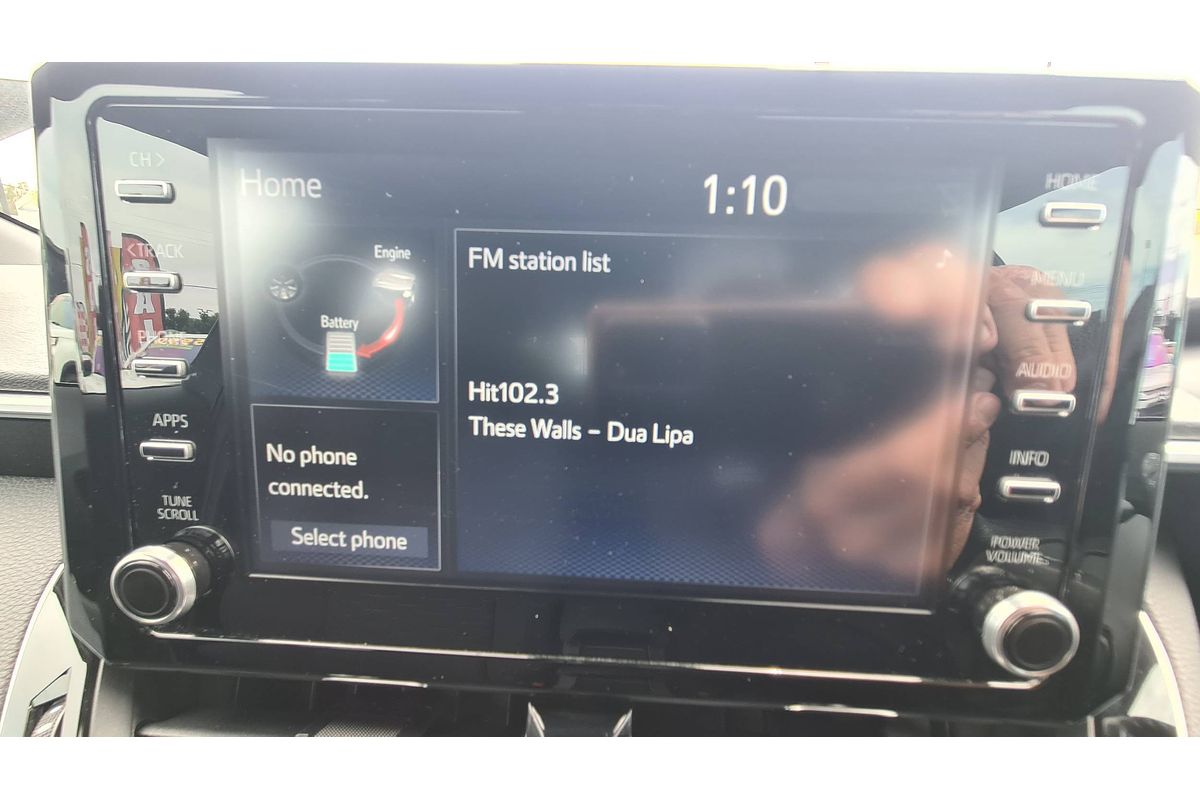 CH >
< TRACK
PHONE
APPS
TUNE
SCROLL
Home
1:10
Engine
Battery
No phone
connected.
Select phone
FM station list
Hit102.3
These Walls – Dua Lipa
HOME
MENU
AUDIO
INFO
POWER
VOLUME